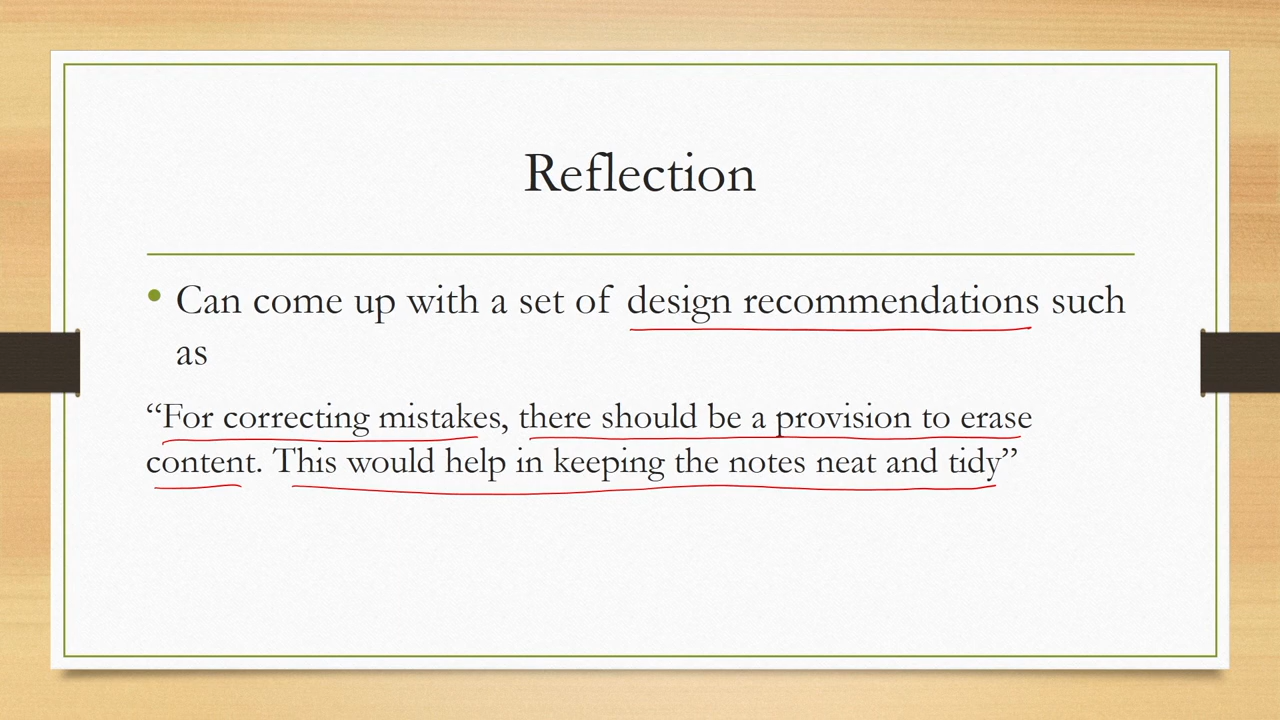 Reflection
• Can come up with a set of design recommendations such
as
“For correcting mistakes, there should be a provision to erase
content. This would help in keeping the notes neat and tidy”